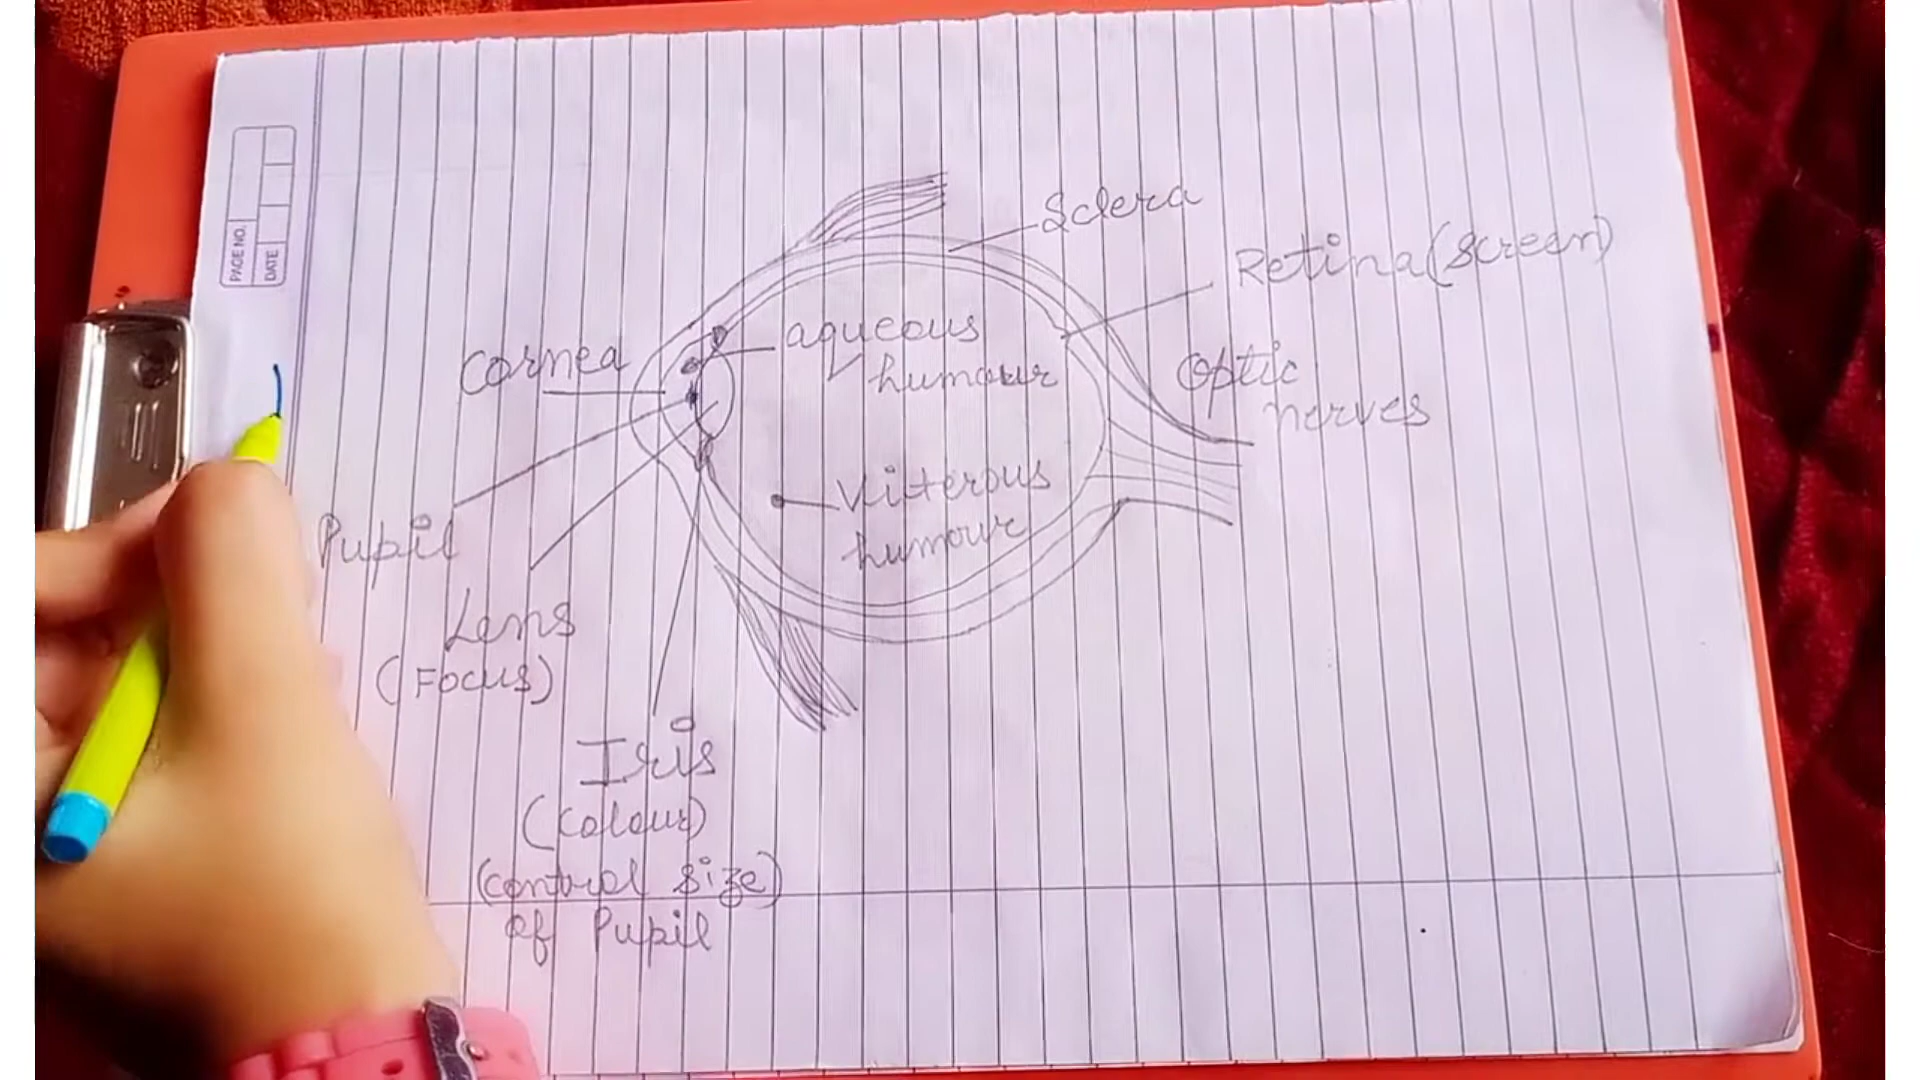 PAGE NO.
DATE
Sclera
Retina (screen)
aqueous
humour
Cornea
Optic
nerves
Viterous
humour
Pupil
Lens
(Focus)
Iris
(colour)
(control size)
of Pupil